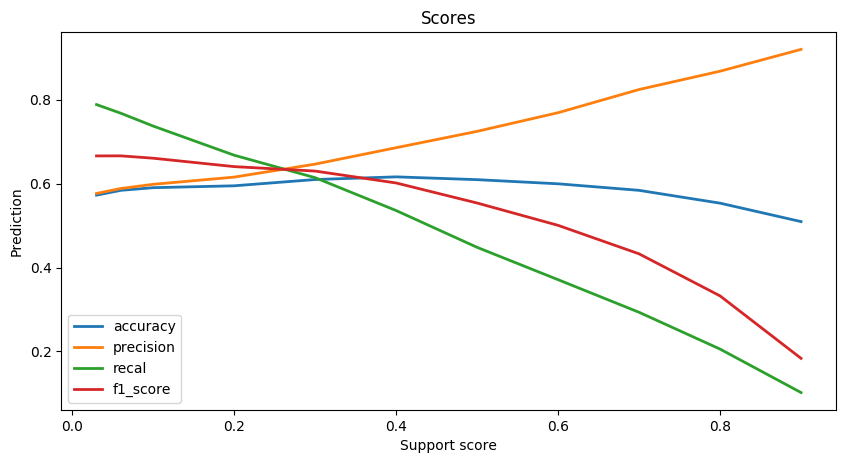 Scores
Prediction
0.8
0.6
0.4
0.2
accuracy
precision
recal
f1_score
0.0 0.2 0.4 0.6 0.8
Support score